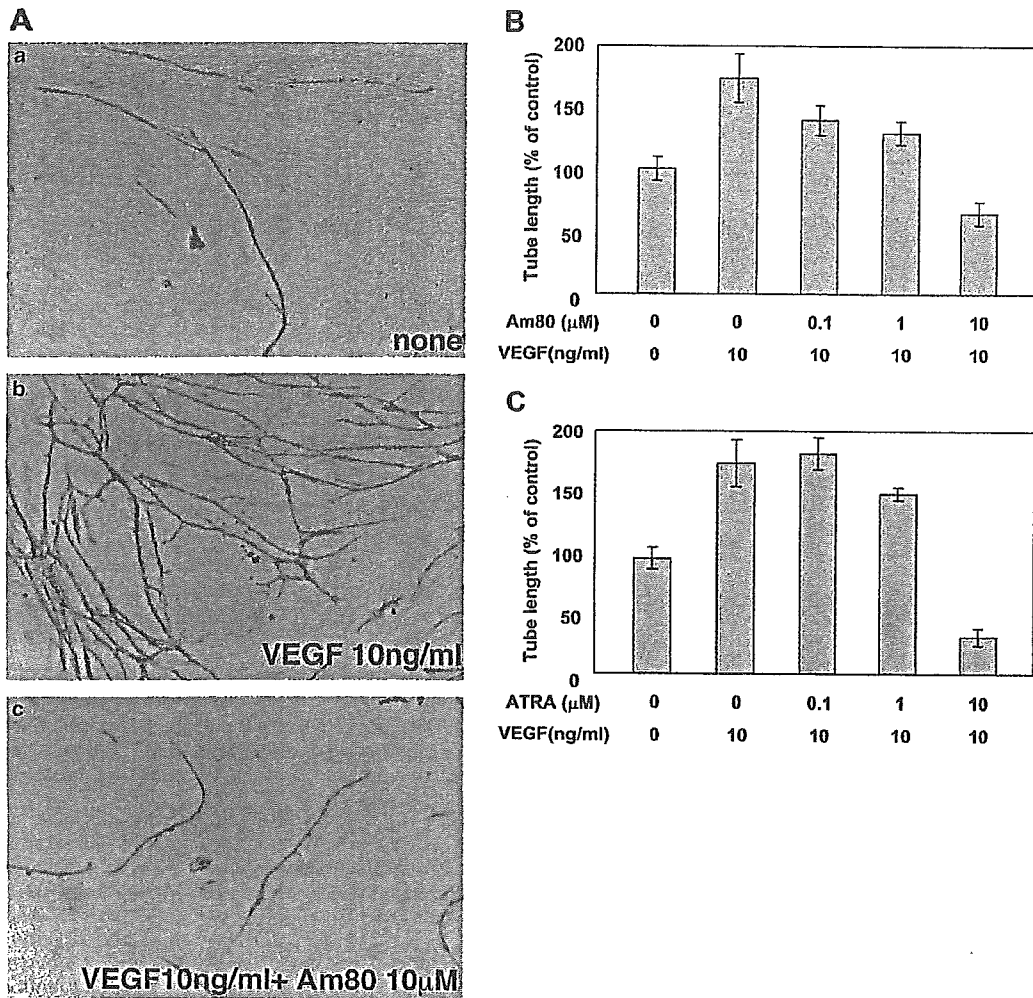 A
a
none
b
VEGF 10ng/ml
c
VEGF10ng/ml+ Am80 10μM
B
Tube length (% of control)
200
150
100
50
0
Am80 (μM) 0 0 0.1 1 10
VEGF(ng/ml) 0 10 10 10 10
C
Tube length (% of control)
200
150
100
50
0
ATRA (μM) 0 0 0.1 1 10
VEGF(ng/ml) 0 10 10 10 10